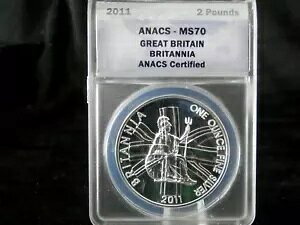 2011 2 Pounds
ANACS - MS70
GREAT BRITAIN
BRITANNIA
ANACS Certified
BRITANNIA ONE OUNCE FINE SILVER
2011